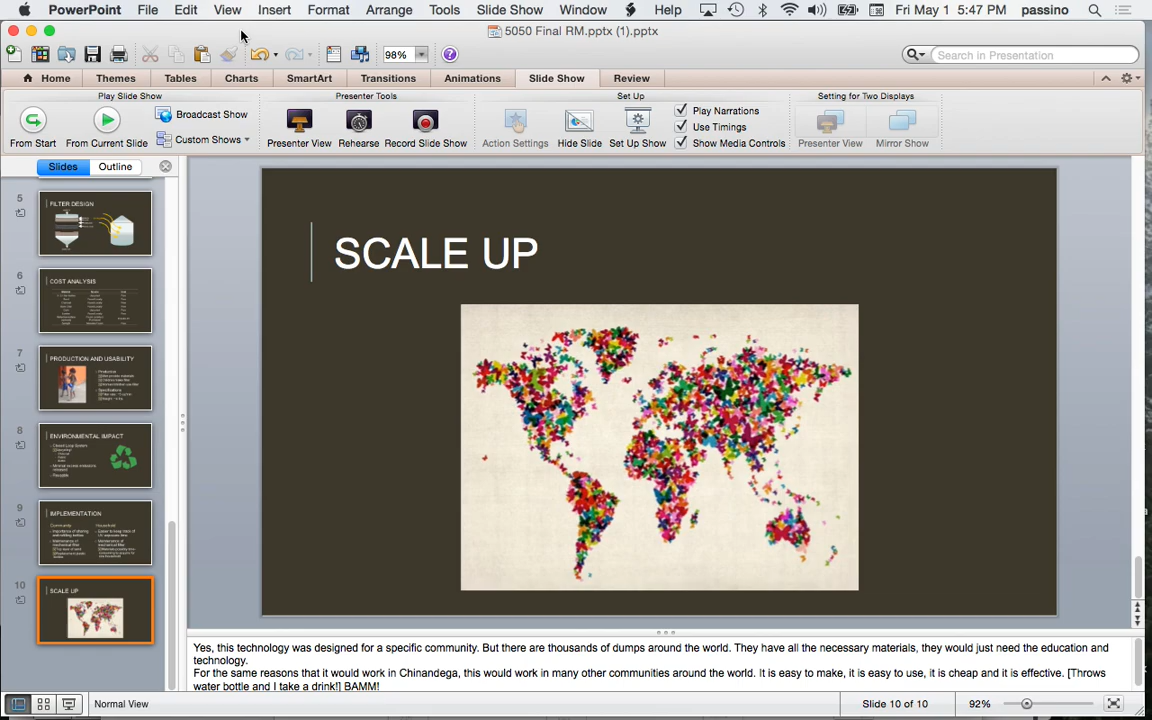 PowerPoint File Edit View Insert Format Arrange Tools Slide Show Window Help Fri May 1 5:47 PM passino
5050 Final RM.pptx (1).pptx
98% Search in Presentation
Home Themes Tables Charts SmartArt Transitions Animations Slide Show Review
Play Slide Show Presenter Tools Set Up Setting for Two Displays
Broadcast Show Play Narrations
Custom Shows Use Timings
From Start From Current Slide Presenter View Rehearse Record Slide Show Action Settings Hide Slide Set Up Show Show Media Controls Presenter View Mirror Show
Slides Outline
5
FILTER DESIGN
6
COST ANALYSIS
7
PRODUCTION AND USABILITY
8
ENVIRONMENTAL IMPACT
9
IMPLEMENTATION
Community Household
10
SCALE UP
SCALE UP
Yes, this technology was designed for a specific community. But there are thousands of dumps around the world. They have all the necessary materials, they would just need the education and
technology.
For the same reasons that it would work in Chinandega, this would work in many other communities around the world. It is easy to make, it is easy to use, it is cheap and it is effective. [Throws
water bottle and I take a drink!] BAMM!
Normal View Slide 10 of 10 92%